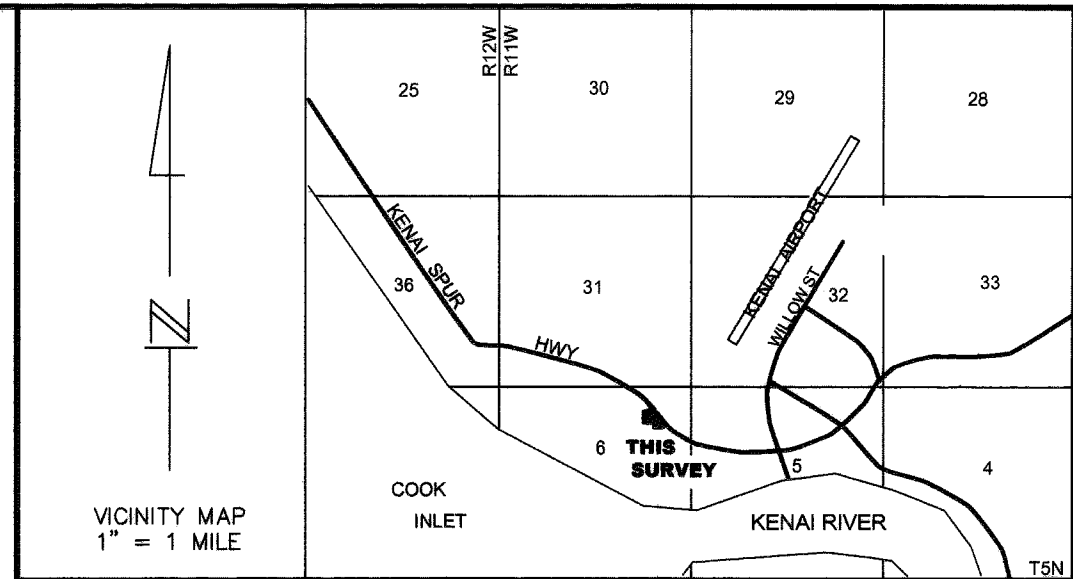 R12W
R11W
25
30
29
28
KENAI SPUR
HWY
36
31
KENAI AIRPORT
WILLOW ST
32
33
6
THIS
SURVEY
5
4
COOK
INLET
KENAI RIVER
T5N
N
VICINITY MAP
1" = 1 MILE